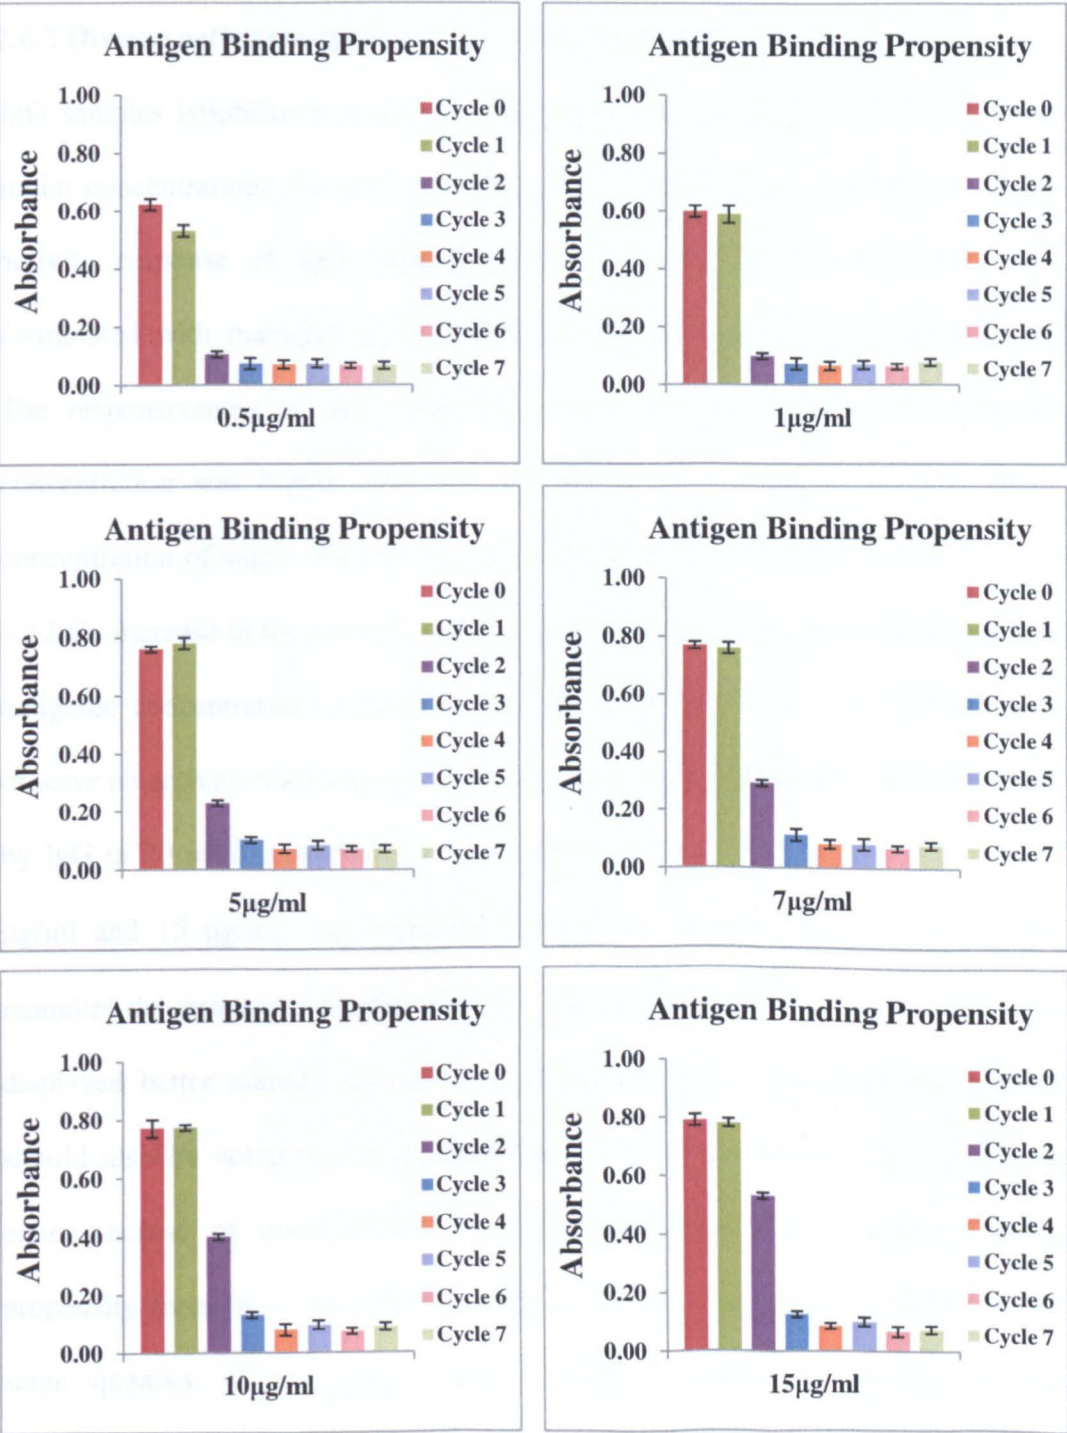 Antigen Binding Propensity
Absorbance
1.00
0.80
0.60
0.40
0.20
0.00
Cycle 0
Cycle 1
Cycle 2
Cycle 3
Cycle 4
Cycle 5
Cycle 6
Cycle 7
0.5µg/ml
Antigen Binding Propensity
Absorbance
1.00
0.80
0.60
0.40
0.20
0.00
Cycle 0
Cycle 1
Cycle 2
Cycle 3
Cycle 4
Cycle 5
Cycle 6
Cycle 7
1µg/ml
Antigen Binding Propensity
Absorbance
1.00
0.80
0.60
0.40
0.20
0.00
Cycle 0
Cycle 1
Cycle 2
Cycle 3
Cycle 4
Cycle 5
Cycle 6
Cycle 7
5µg/ml
Antigen Binding Propensity
Absorbance
1.00
0.80
0.60
0.40
0.20
0.00
Cycle 0
Cycle 1
Cycle 2
Cycle 3
Cycle 4
Cycle 5
Cycle 6
Cycle 7
7µg/ml
Antigen Binding Propensity
Absorbance
1.00
0.80
0.60
0.40
0.20
0.00
Cycle 0
Cycle 1
Cycle 2
Cycle 3
Cycle 4
Cycle 5
Cycle 6
Cycle 7
10µg/ml
Antigen Binding Propensity
Absorbance
1.00
0.80
0.60
0.40
0.20
0.00
Cycle 0
Cycle 1
Cycle 2
Cycle 3
Cycle 4
Cycle 5
Cycle 6
Cycle 7
15µg/ml